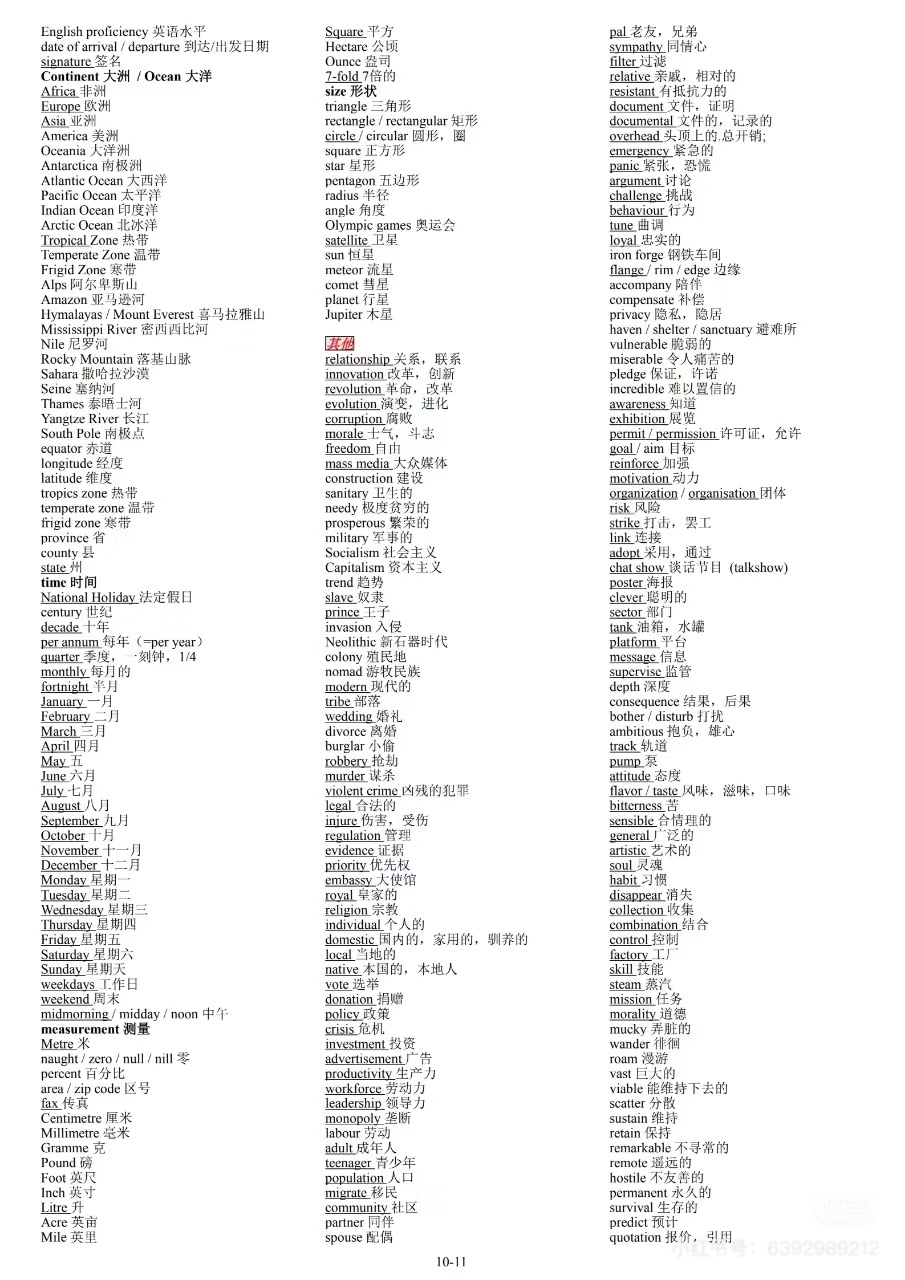 English proficiency 英语水平
date of arrival / departure 到达/出发日期
signature 签名
Continent 大洲 / Ocean 大洋
Africa 非洲
Europe 欧洲
Asia 亚洲
America 美洲
Oceania 大洋洲
Antarctica 南极洲
Atlantic Ocean 大西洋
Pacific Ocean 太平洋
Indian Ocean 印度洋
Arctic Ocean 北冰洋
Tropical Zone 热带
Temperate Zone 温带
Frigid Zone 寒带
Alps 阿尔卑斯山
Amazon 亚马逊河
Hymalayas / Mount Everest 喜马拉雅山
Mississippi River 密西西比河
Nile 尼罗河
Rocky Mountain 落基山脉
Sahara 撒哈拉沙漠
Seine 塞纳河
Thames 泰晤士河
Yangtze River 长江
South Pole 南极点
equator 赤道
longitude 经度
latitude 维度
tropics zone 热带
temperate zone 温带
frigid zone 寒带
province 省
county 县
state 州
time 时间
National Holiday 法定假日
century 世纪
decade 十年
per annum 每年（=per year）
quarter 季度，一刻钟，1/4
monthly 每月的
fortnight 半月
January 一月
February 二月
March 三月
April 四月
May 五
June 六月
July 七月
August 八月
September 九月
October 十月
November 十一月
December 十二月
Monday 星期一
Tuesday 星期二
Wednesday 星期三
Thursday 星期四
Friday 星期五
Saturday 星期六
Sunday 星期天
weekdays 工作日
weekend 周末
midmorning / midday / noon 中午
measurement 测量
Metre 米
naught / zero / null / nill 零
percent 百分比
area / zip code 区号
fax 传真
Centimetre 厘米
Millimetre 毫米
Gramme 克
Pound 磅
Foot 英尺
Inch 英寸
Litre 升
Acre 英亩
Mile 英里
Square 平方
Hectare 公顷
Ounce 盎司
7-fold 7倍的
size 形状
triangle 三角形
rectangle / rectangular 矩形
circle / circular 圆形，圈
square 正方形
star 星形
pentagon 五边形
radius 半径
angle 角度
Olympic games 奥运会
satellite 卫星
sun 恒星
meteor 流星
comet 彗星
planet 行星
Jupiter 木星
其他
relationship 关系，联系
innovation 改革，创新
revolution 革命，改革
evolution 演变，进化
corruption 腐败
morale 士气，斗志
freedom 自由
mass media 大众媒体
construction 建设
sanitary 卫生的
needy 极度贫穷的
prosperous 繁荣的
military 军事的
Socialism 社会主义
Capitalism 资本主义
trend 趋势
slave 奴隶
prince 王子
invasion 入侵
Neolithic 新石器时代
colony 殖民地
nomad 游牧民族
modern 现代的
tribe 部落
wedding 婚礼
divorce 离婚
burglar 小偷
robbery 抢劫
murder 谋杀
violent crime 凶残的犯罪
legal 合法的
injure 伤害，受伤
regulation 管理
evidence 证据
priority 优先权
embassy 大使馆
royal 皇家的
religion 宗教
individual 个人的
domestic 国内的，家用的，驯养的
local 当地的
native 本国的，本地人
vote 选举
donation 捐赠
policy 政策
crisis 危机
investment 投资
advertisement 广告
productivity 生产力
workforce 劳动力
leadership 领导力
monopoly 垄断
labour 劳动
adult 成年人
teenager 青少年
population 人口
migrate 移民
community 社区
partner 同伴
spouse 配偶
pal 老友，兄弟
sympathy 同情心
filter 过滤
relative 亲戚，相对的
resistant 有抵抗力的
document 文件，证明
documental 文件的，记录的
overhead 头顶上的.总开销;
emergency 紧急的
panic 紧张，恐慌
argument 讨论
challenge 挑战
behaviour 行为
tune 曲调
loyal 忠实的
iron forge 钢铁车间
flange / rim / edge 边缘
accompany 陪伴
compensate 补偿
privacy 隐私，隐居
haven / shelter / sanctuary 避难所
vulnerable 脆弱的
miserable 令人痛苦的
pledge 保证，许诺
incredible 难以置信的
awareness 知道
exhibition 展览
permit / permission 许可证，允许
goal / aim 目标
reinforce 加强
motivation 动力
organization / organisation 团体
risk 风险
strike 打击，罢工
link 连接
adopt 采用，通过
chat show 谈话节目 (talkshow)
poster 海报
clever 聪明的
sector 部门
tank 油箱，水罐
platform 平台
message 信息
supervise 监管
depth 深度
consequence 结果，后果
bother / disturb 打扰
ambitious 抱负，雄心
track 轨道
pump 泵
attitude 态度
flavor / taste 风味，滋味，口味
bitterness 苦
sensible 合情理的
general 广泛的
artistic 艺术的
soul 灵魂
habit 习惯
disappear 消失
collection 收集
combination 结合
control 控制
factory 工厂
skill 技能
steam 蒸汽
mission 任务
morality 道德
mucky 弄脏的
wander 徘徊
roam 漫游
vast 巨大的
viable 能维持下去的
scatter 分散
sustain 维持
retain 保持
remarkable 不寻常的
remote 遥远的
hostile 不友善的
permanent 永久的
survival 生存的
predict 预计
quotation 报价，引用
小红书
小红书号：6392989212
10-11